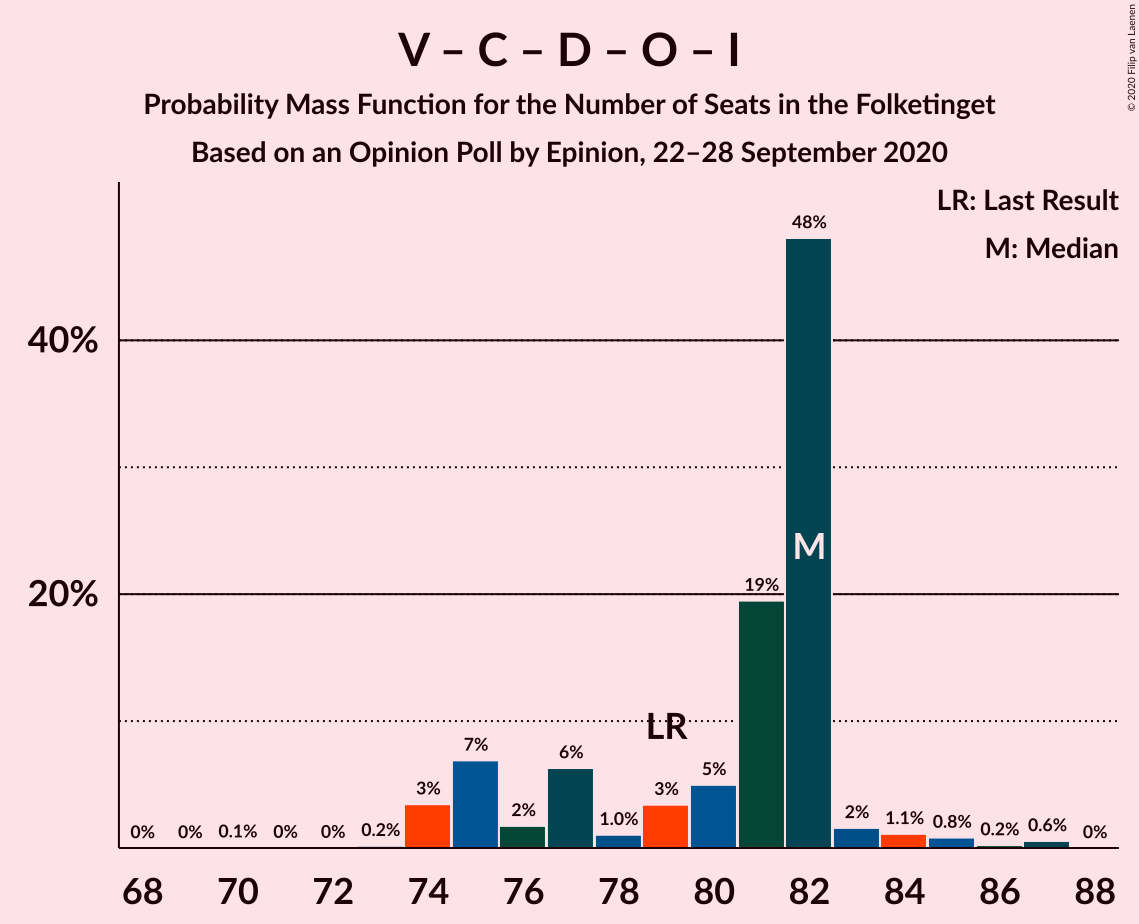 V – C – D – O – I
Probability Mass Function for the Number of Seats in the Folketinget
Based on an Opinion Poll by Epinion, 22–28 September 2020
© 2020 Filip van Laenen
LR: Last Result
M: Median
40%
20%
0%
0%
0.1%
0%
0%
0.2%
3%
7%
2%
6%
1.0%
3%
5%
19%
48%
2%
1.1%
0.8%
0.2%
0.6%
0%
LR
M
68 70 72 74 76 78 80 82 84 86 88